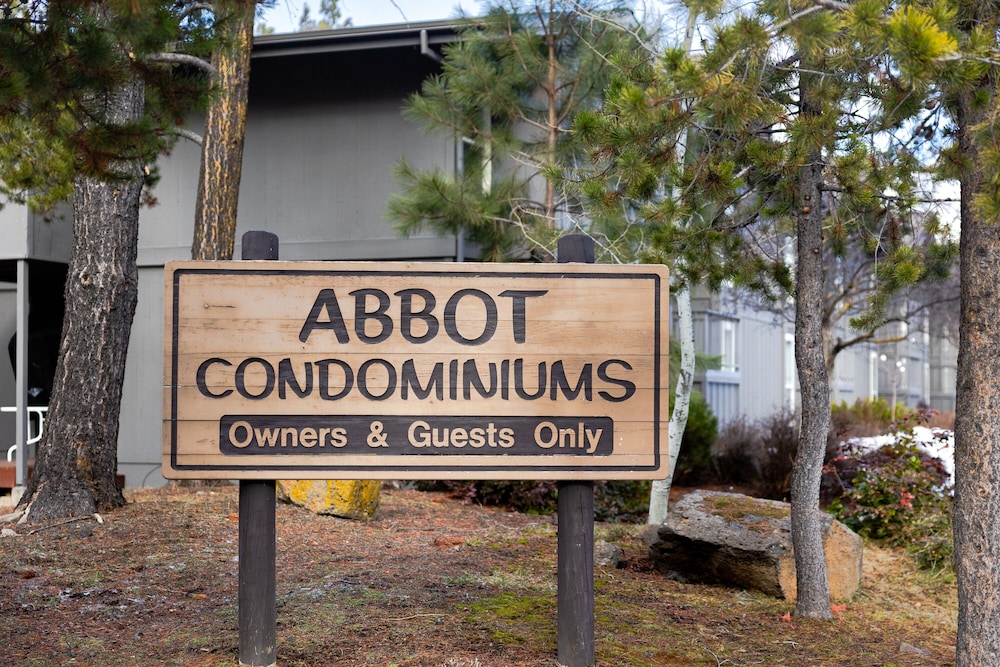 ABBOT
CONDOMINIUMS
Owners & Guests Only